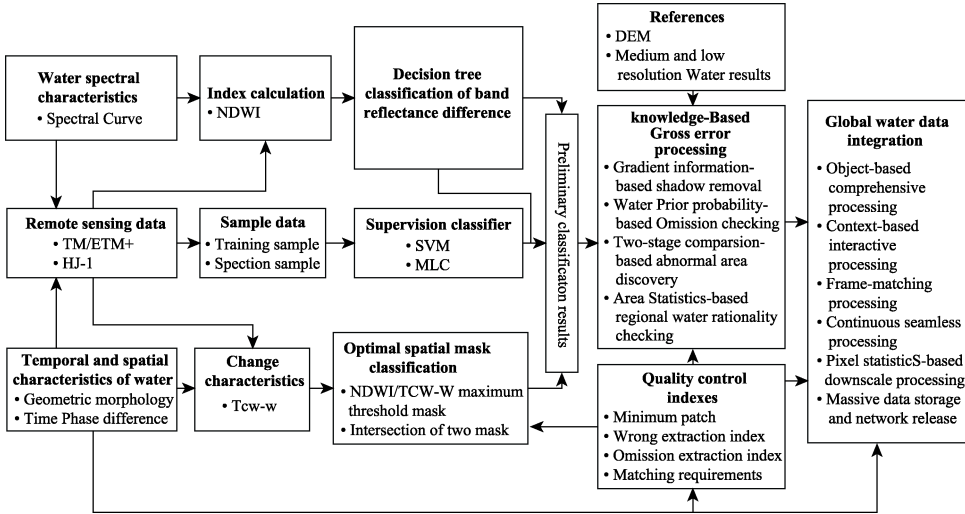 Water spectral
characteristics
• Spectral Curve
Index calculation
• NDWI
Decision tree
classification of band
reflectance difference
References
• DEM
• Medium and low
resolution Water results
Remote sensing data
• TM/ETM+
• HJ-1
Sample data
• Training sample
• Spection sample
Supervision classifier
• SVM
• MLC
Preliminary classificaton results
knowledge-Based
Gross error
processing
• Gradient information-
based shadow removal
• Water Prior probability-
based Omission checking
• Two-stage comparsion-
based abnormal area
discovery
• Area Statistics-based
regional water rationality
checking
Global water data
integration
• Object-based
comprehensive
processing
• Context-based
interactive
processing
• Frame-matching
processing
• Continuous seamless
processing
• Pixel statisticS-based
downscale processing
• Massive data storage
and network release
Temporal and spatial
characteristics of water
• Geometric morphology
• Time Phase difference
Change
characteristics
• Tcw-w
Optimal spatial mask
classification
• NDWI/TCW-W maximum
threshold mask
• Intersection of two mask
Quality control
indexes
• Minimum patch
• Wrong extraction index
• Omission extraction index
• Matching requirements